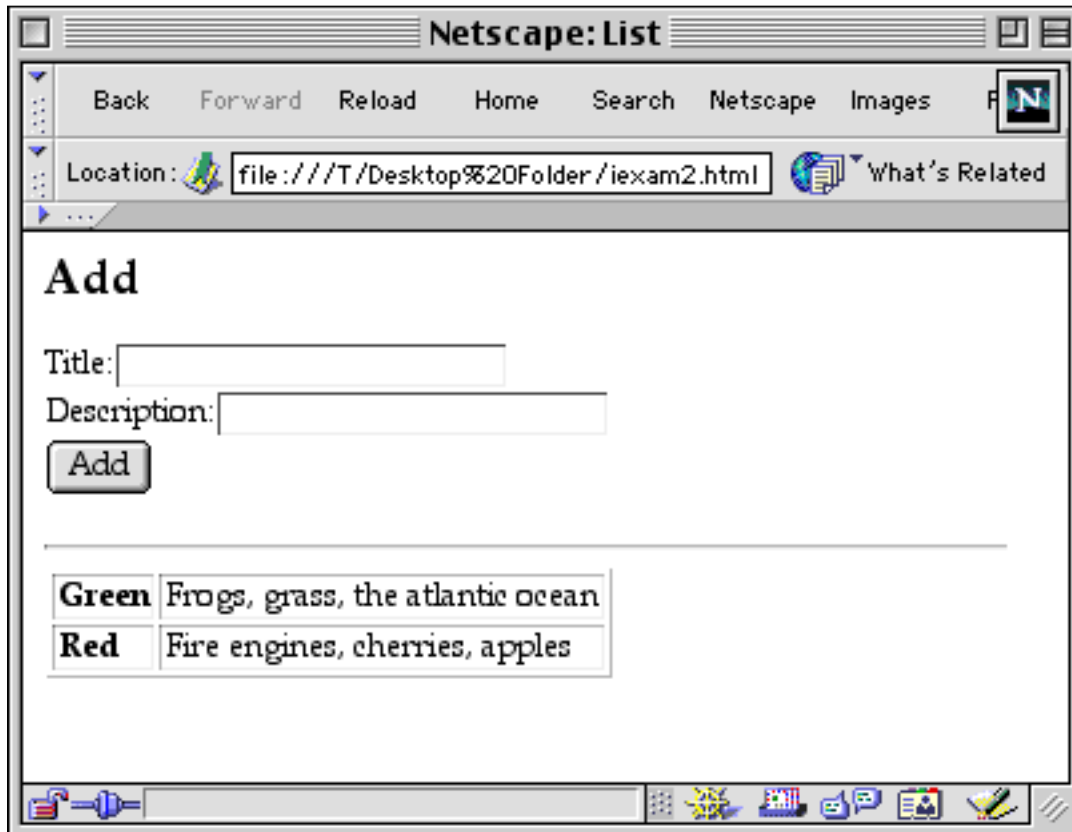 Netscape: List
Back Forward Reload Home Search Netscape Images
N
Location: file:///T/Desktop%20Folder/iexam2.html What's Related
...
Add
Title:
Description:
Add
Green Frogs, grass, the atlantic ocean
Red Fire engines, cherries, apples